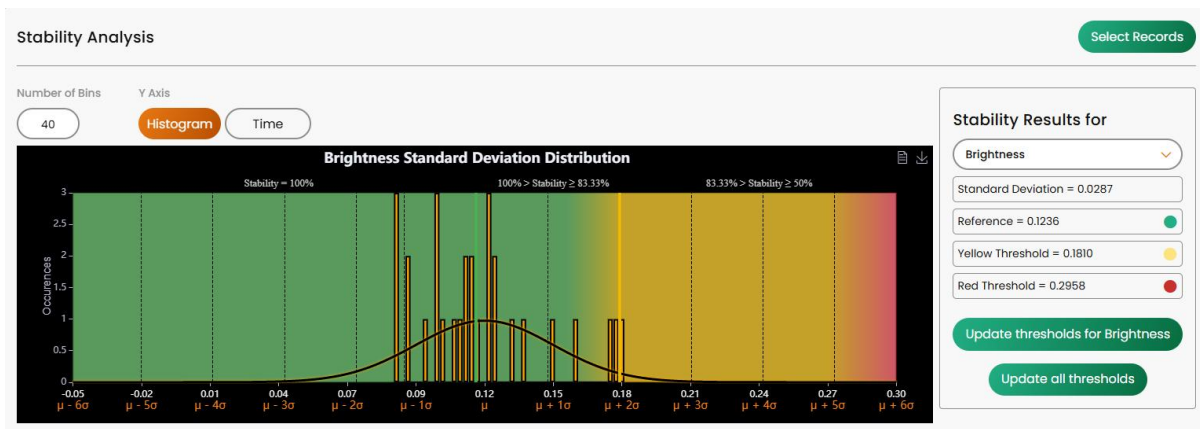 Stability Analysis
Select Records
Number of Bins
Y Axis
40
Histogram
Time
Brightness Standard Deviation Distribution
Stability = 100%
100% > Stability ≥ 83.33%
83.33% > Stability ≥ 50%
Occurences
3
2.5
2
1.5
1
0.5
0
-0.05 -0.02 0.01 0.04 0.07 0.09 0.12 0.15 0.18 0.21 0.24 0.27 0.30
μ - 6σ μ - 5σ μ - 4σ μ - 3σ μ - 2σ μ - 1σ μ μ + 1σ μ + 2σ μ + 3σ μ + 4σ μ + 5σ μ + 6σ
Stability Results for
Brightness
Standard Deviation = 0.0287
Reference = 0.1236
Yellow Threshold = 0.1810
Red Threshold = 0.2958
Update thresholds for Brightness
Update all thresholds